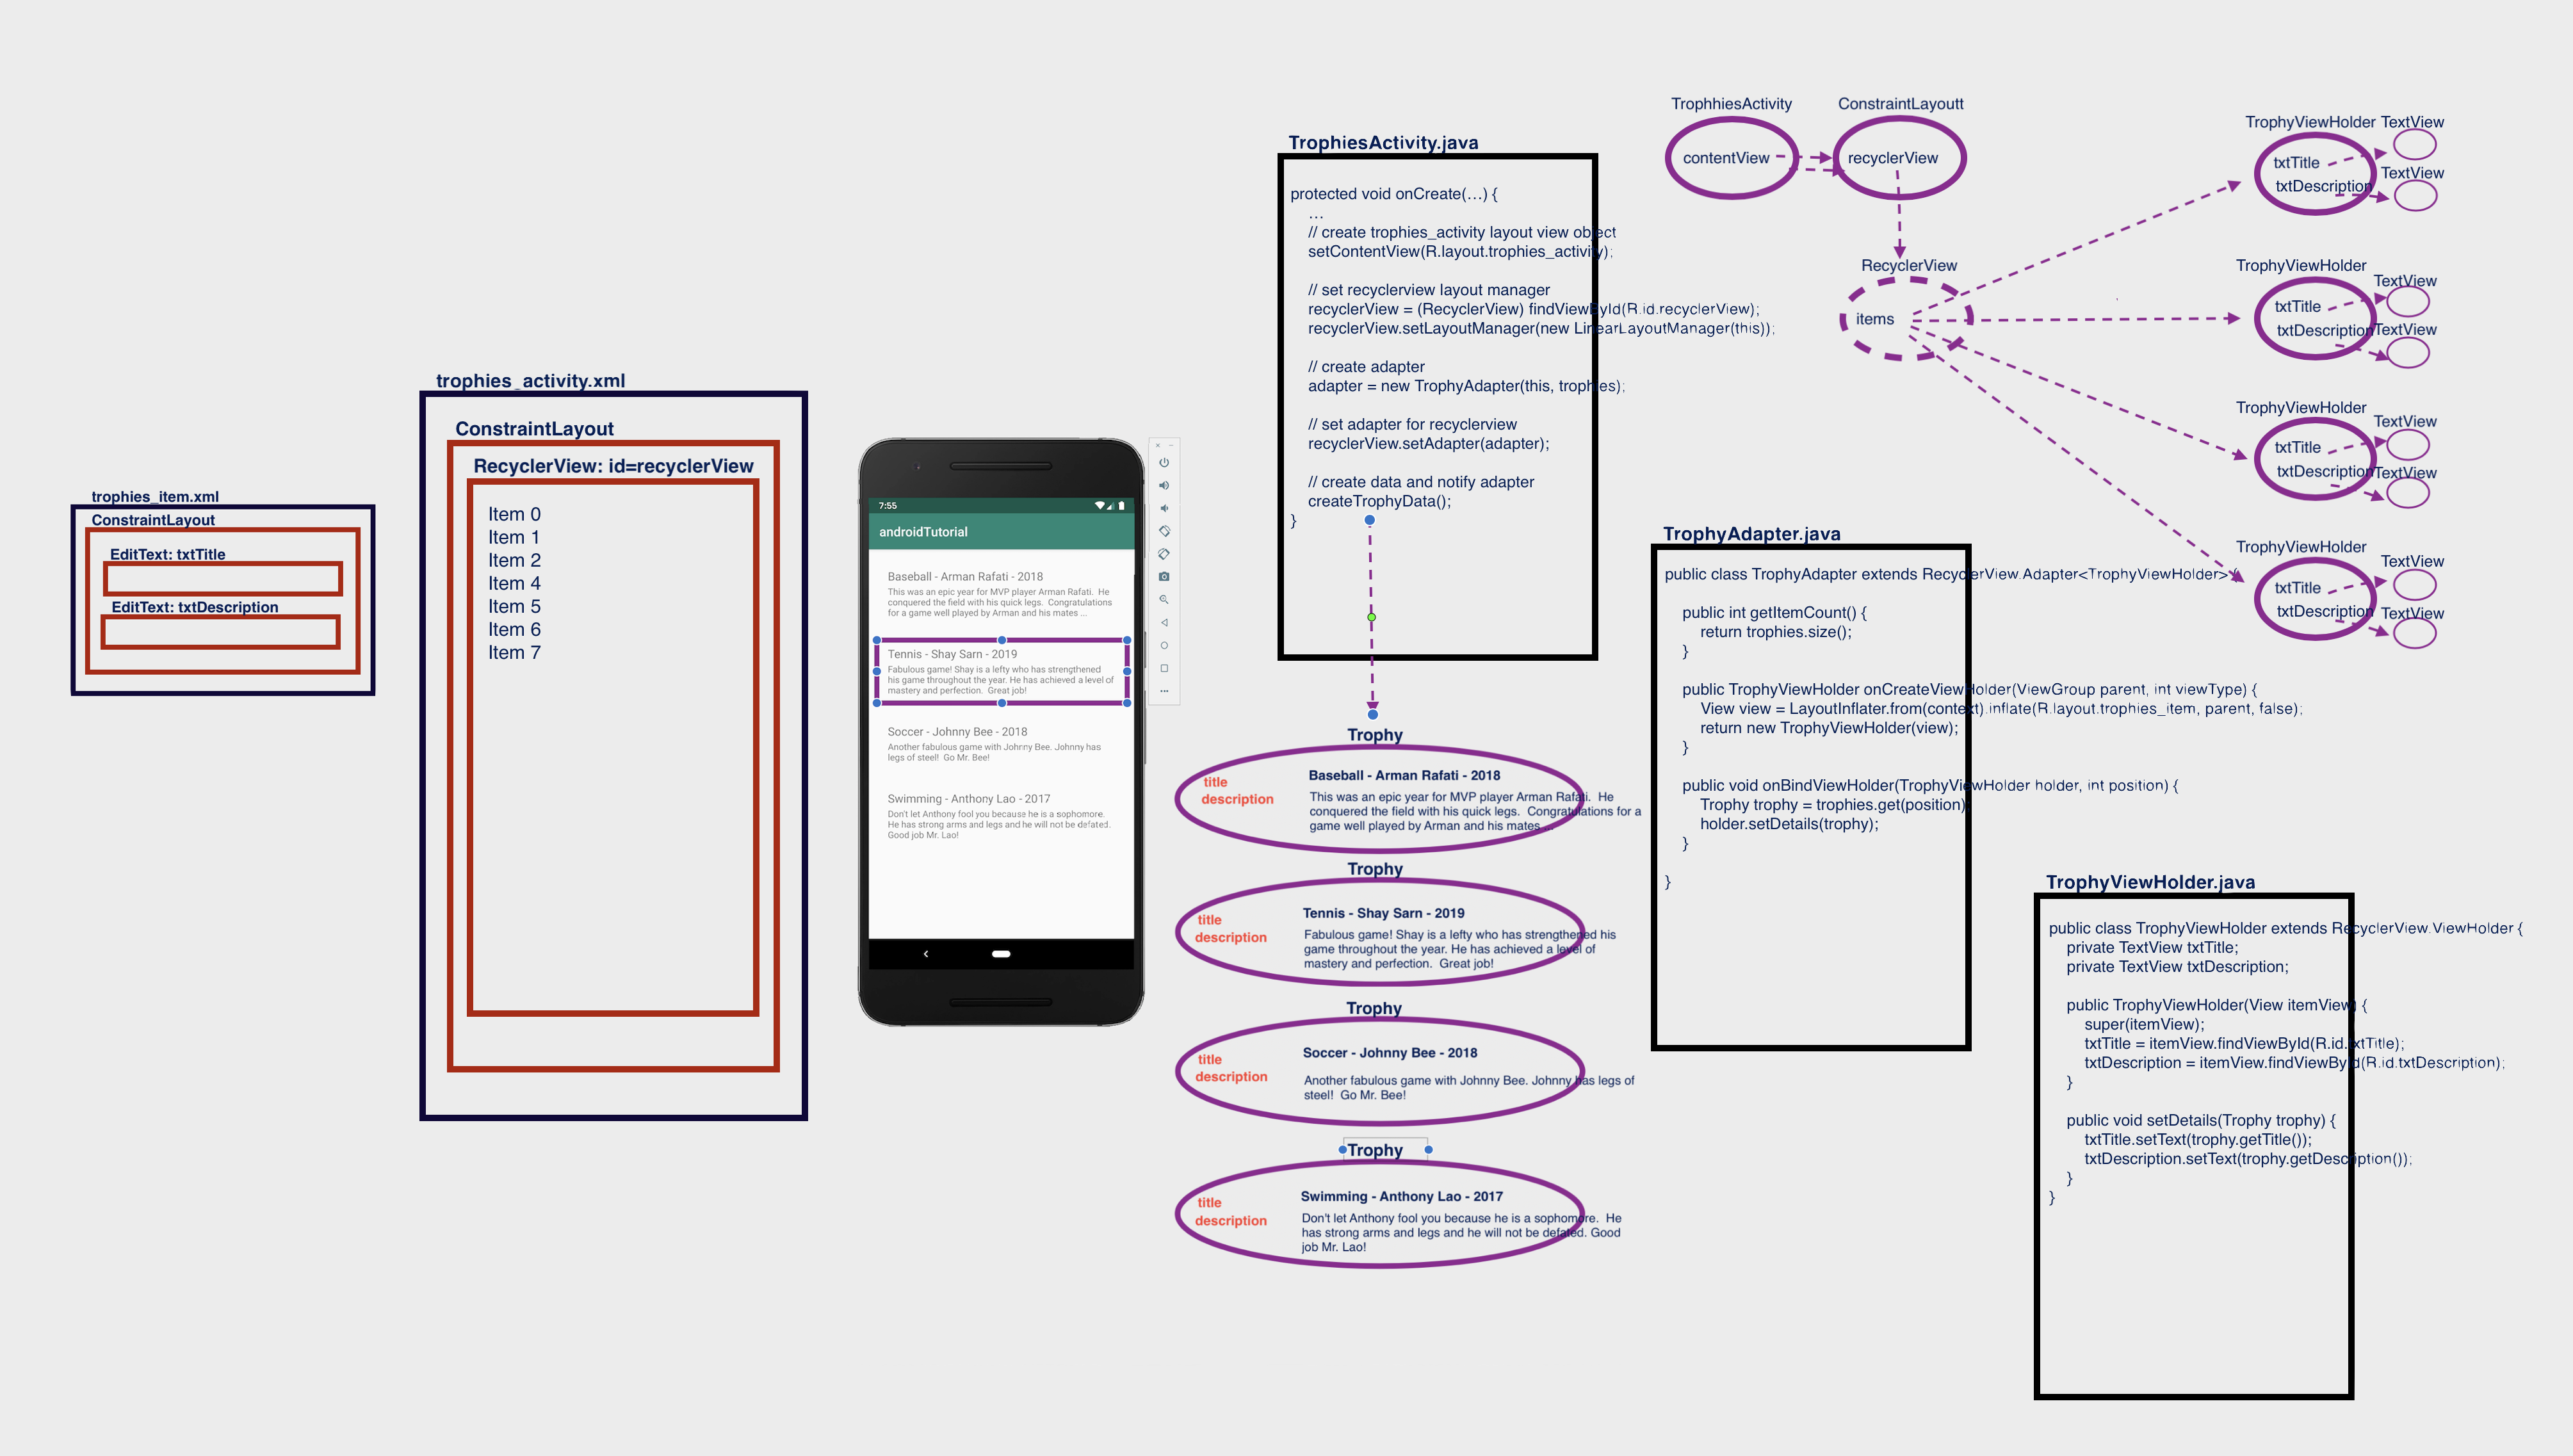 trophies_item.xml
ConstraintLayout
EditText: txtTitle
EditText: txtDescription
trophies_activity.xml
ConstraintLayout
RecyclerView: id=recyclerView
Item 0
Item 1
Item 2
Item 4
Item 5
Item 6
Item 7
7:55
androidTutorial
Baseball - Arman Rafati - 2018
This was an epic year for MVP player Arman Rafati.  He
conquered the field with his quick legs.  Congratulations
for a game well played by Arman and his mates ...
Tennis - Shay Sarn - 2019
Fabulous game! Shay is a lefty who has strengthened
his game throughout the year. He has achieved a level of
mastery and perfection.  Great job!
Soccer - Johnny Bee - 2018
Another fabulous game with Johnny Bee. Johnny has
legs of steel!  Go Mr. Bee!
Swimming - Anthony Lao - 2017
Don't let Anthony fool you because he is a sophomore.
He has strong arms and legs and he will not be defated.
Good job Mr. Lao!
TrophiesActivity.java
protected void onCreate(…) {
…
// create trophies_activity layout view object
setContentView(R.layout.trophies_activity);
// set recyclerview layout manager
recyclerView = (RecyclerView) findViewById(R.id.recyclerView);
recyclerView.setLayoutManager(new LinearLayoutManager(this));
// create adapter
adapter = new TrophyAdapter(this, trophies);
// set adapter for recyclerview
recyclerView.setAdapter(adapter);
// create data and notify adapter
createTrophyData();
}
Trophy
title
description
Baseball - Arman Rafati - 2018
This was an epic year for MVP player Arman Rafati.  He
conquered the field with his quick legs.  Congratulations for a
game well played by Arman and his mates ...
Trophy
title
description
Tennis - Shay Sarn - 2019
Fabulous game! Shay is a lefty who has strengthened his
game throughout the year. He has achieved a level of
mastery and perfection.  Great job!
Trophy
title
description
Soccer - Johnny Bee - 2018
Another fabulous game with Johnny Bee. Johnny has legs of
steel!  Go Mr. Bee!
Trophy
title
description
Swimming - Anthony Lao - 2017
Don't let Anthony fool you because he is a sophomore.  He
has strong arms and legs and he will not be defated. Good
job Mr. Lao!
TrophhiesActivity
contentView
ConstraintLayoutt
recyclerView
RecyclerView
items
TrophyViewHolder
txtTitle
txtDescription
TextView
TextView
TrophyViewHolder
txtTitle
txtDescription
TextView
TextView
TrophyViewHolder
txtTitle
txtDescription
TextView
TextView
TrophyViewHolder
txtTitle
txtDescription
TextView
TextView
TrophyAdapter.java
public class TrophyAdapter extends RecyclerView.Adapter<TrophyViewHolder> {
public int getItemCount() {
return trophies.size();
}
public TrophyViewHolder onCreateViewHolder(ViewGroup parent, int viewType) {
View view = LayoutInflater.from(context).inflate(R.layout.trophies_item, parent, false);
return new TrophyViewHolder(view);
}
public void onBindViewHolder(TrophyViewHolder holder, int position) {
Trophy trophy = trophies.get(position);
holder.setDetails(trophy);
}
}
TrophyViewHolder.java
public class TrophyViewHolder extends RecyclerView.ViewHolder {
private TextView txtTitle;
private TextView txtDescription;
public TrophyViewHolder(View itemView) {
super(itemView);
txtTitle = itemView.findViewById(R.id.txtTitle);
txtDescription = itemView.findViewById(R.id.txtDescription);
}
public void setDetails(Trophy trophy) {
txtTitle.setText(trophy.getTitle());
txtDescription.setText(trophy.getDescription());
}
}